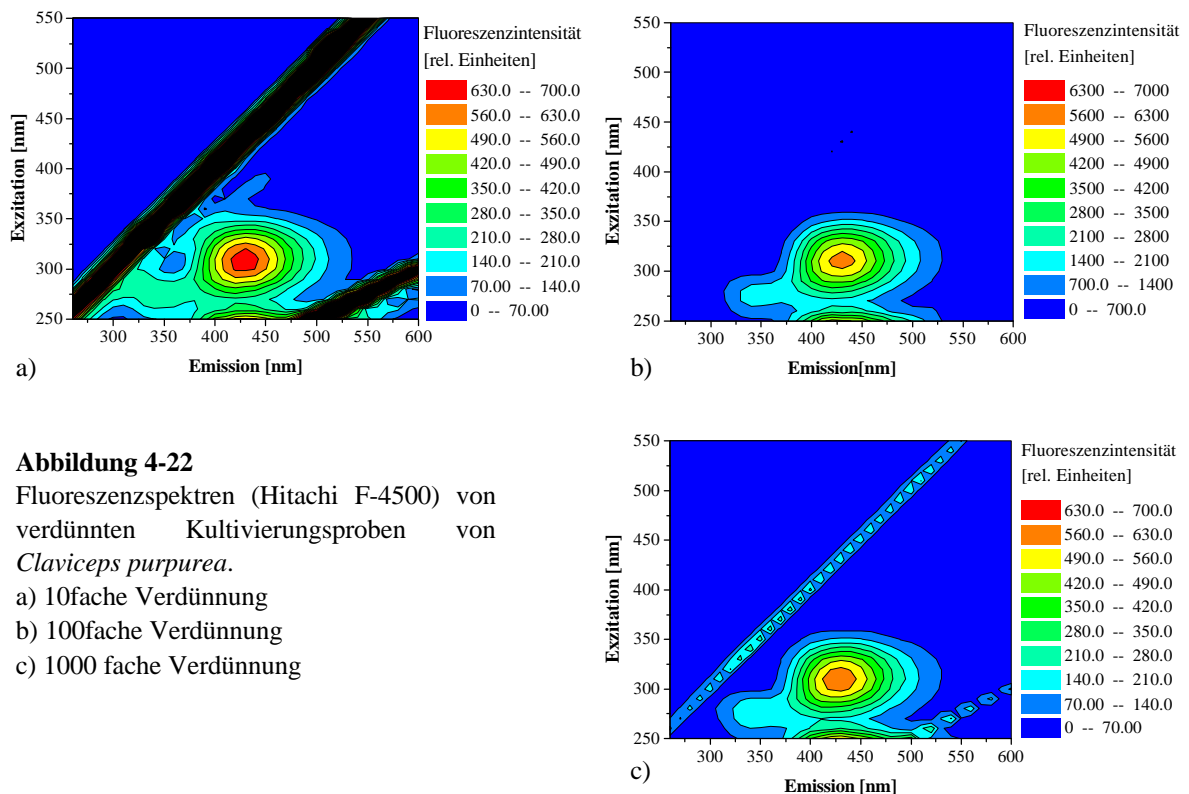 550
500
450
400
350
300
250
Exzitation [nm]
300 350 400 450 500 550 600
Emission [nm]
a)
Fluoreszenzintensität
[rel. Einheiten]
630.0 -- 700.0
560.0 -- 630.0
490.0 -- 560.0
420.0 -- 490.0
350.0 -- 420.0
280.0 -- 350.0
210.0 -- 280.0
140.0 -- 210.0
70.00 -- 140.0
0 -- 70.00
550
500
450
400
350
300
250
Exzitation [nm]
300 350 400 450 500 550 600
Emission[nm]
b)
Fluoreszenzintensität
[rel. Einheiten]
6300 -- 7000
5600 -- 6300
4900 -- 5600
4200 -- 4900
3500 -- 4200
2800 -- 3500
2100 -- 2800
1400 -- 2100
700.0 -- 1400
0 -- 700.0
Abbildung 4-22
Fluoreszenzspektren (Hitachi F-4500) von
verdünnten Kultivierungsproben von
Claviceps purpurea.
a) 10fache Verdünnung
b) 100fache Verdünnung
c) 1000 fache Verdünnung
550
500
450
400
350
300
250
Exzitation [nm]
300 350 400 450 500 550 600
Emission [nm]
c)
Fluoreszenzintensität
[rel. Einheiten]
630.0 -- 700.0
560.0 -- 630.0
490.0 -- 560.0
420.0 -- 490.0
350.0 -- 420.0
280.0 -- 350.0
210.0 -- 280.0
140.0 -- 210.0
70.00 -- 140.0
0 -- 70.00